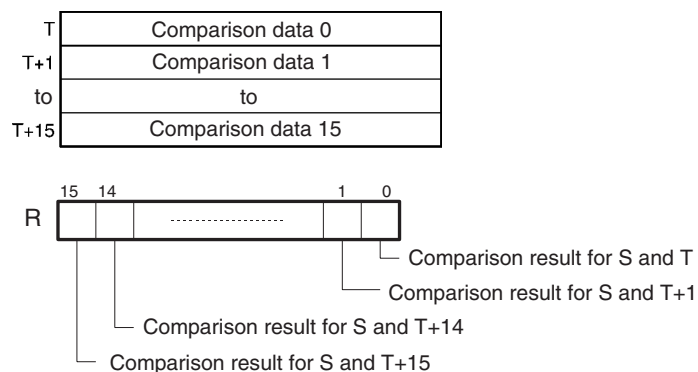 T Comparison data 0
T+1 Comparison data 1
to to
T+15 Comparison data 15
15 14 1 0
R
Comparison result for S and T
Comparison result for S and T+1
Comparison result for S and T+14
Comparison result for S and T+15